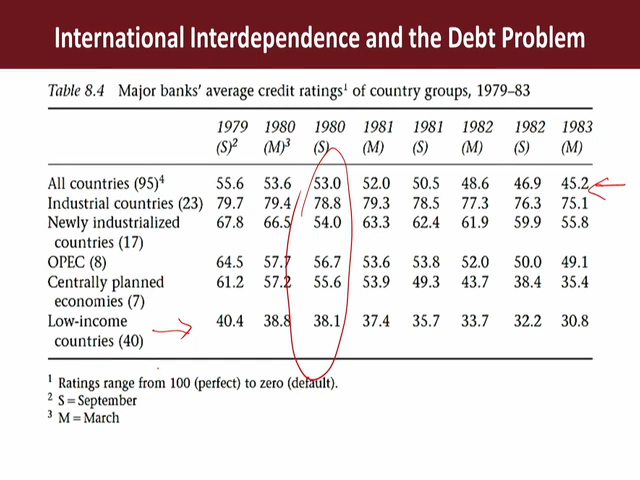 International Interdependence and the Debt Problem
Table 8.4 Major banks' average credit ratings¹ of country groups, 1979–83
1979 1980 1980 1981 1981 1982 1982 1983
(S)² (M)³ (S) (M) (S) (M) (S) (M)
All countries (95)⁴ 55.6 53.6 53.0 52.0 50.5 48.6 46.9 45.2
Industrial countries (23) 79.7 79.4 78.8 79.3 78.5 77.3 76.3 75.1
Newly industrialized 67.8 66.5 54.0 63.3 62.4 61.9 59.9 55.8
countries (17)
OPEC (8) 64.5 57.7 56.7 53.6 53.8 52.0 50.0 49.1
Centrally planned 61.2 57.2 55.6 53.9 49.3 43.7 38.4 35.4
economies (7)
Low-income 40.4 38.8 38.1 37.4 35.7 33.7 32.2 30.8
countries (40)
¹ Ratings range from 100 (perfect) to zero (default).
² S = September
³ M = March